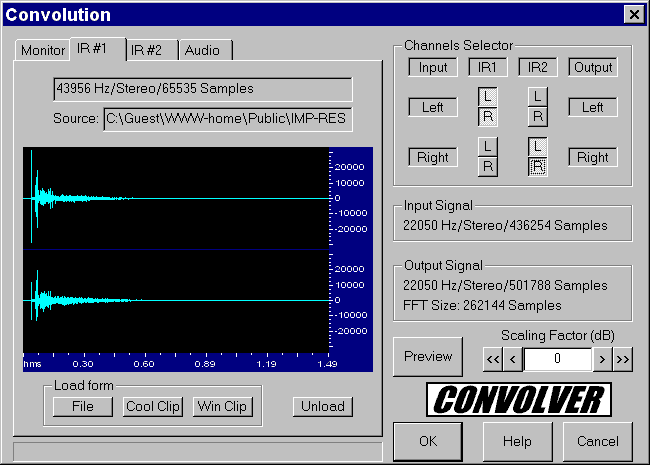 Convolution
Monitor IR #1 IR #2 Audio
43956 Hz/Stereo/65535 Samples
Source: C:\Guest\WWW-home\Public\IMP-RES
20000
10000
0
-10000
-20000
20000
10000
0
-10000
-20000
hms 0.30 0.60 0.89 1.19 1.49
Load form
File Cool Clip Win Clip Unload
Channels Selector
Input IR1 IR2 Output
Left L R L R Left
Right L R L R Right
Input Signal
22050 Hz/Stereo/436254 Samples
Output Signal
22050 Hz/Stereo/501788 Samples
FFT Size: 262144 Samples
Preview
Scaling Factor (dB)
<< < 0 > >>
CONVOLVER
OK Help Cancel